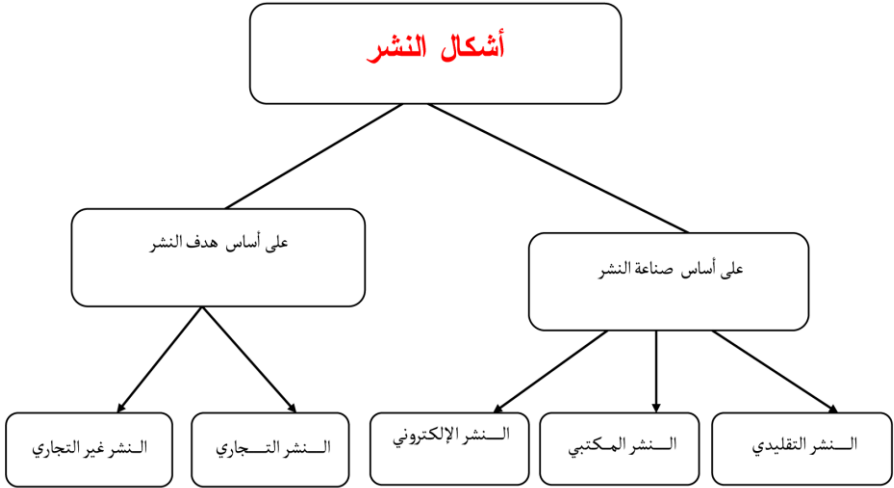 أشكال النشر
على أساس صناعة النشر
على أساس هدف النشر
النشر التقليدي
النشر المكتبي
النشر الإلكتروني
النشر التجاري
النشر غير التجاري